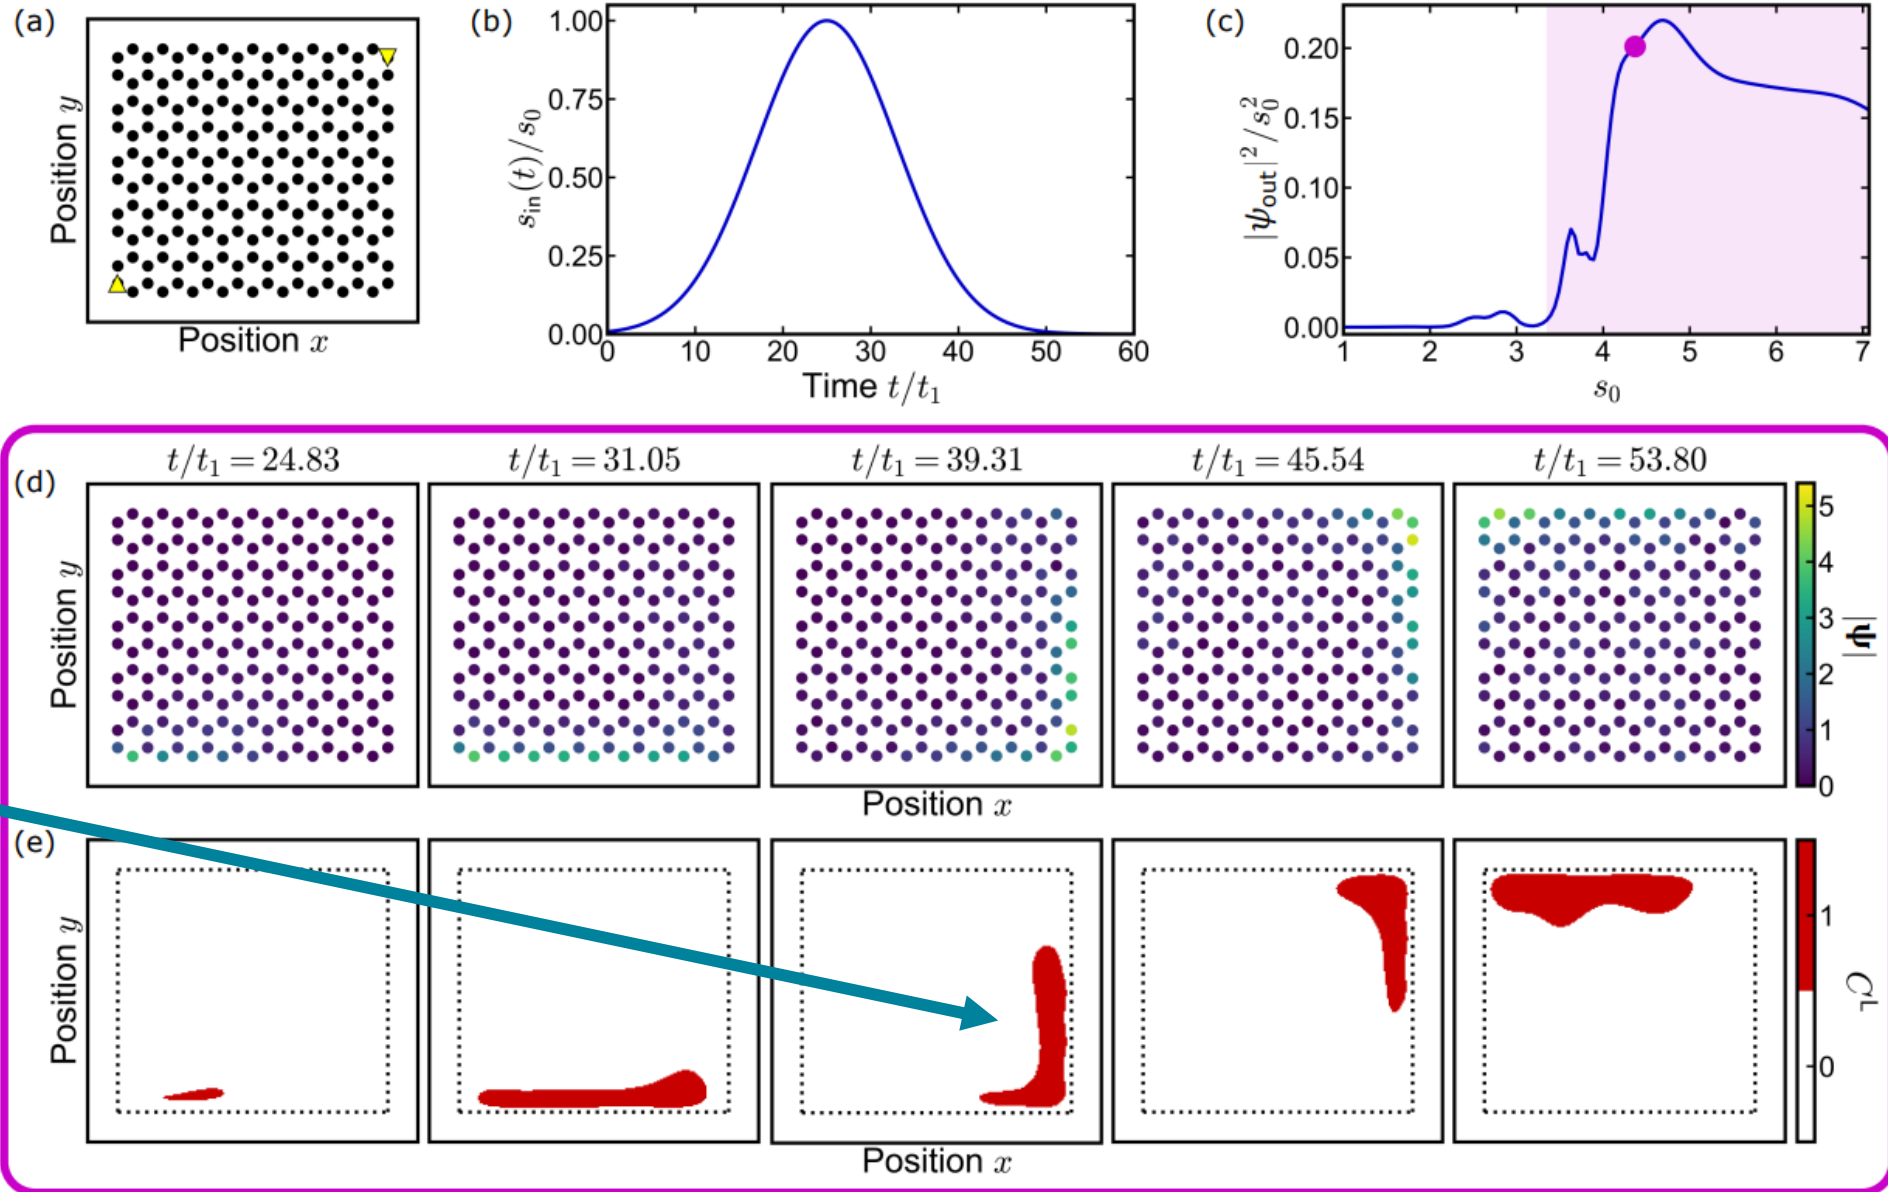 (a)
Position y
Position x
(b)
1.00
0.75
0.50
0.25
0.00
s_in(t)/s_0
0 10 20 30 40 50 60
Time t/t_1
(c)
0.20
0.15
0.10
0.05
0.00
|ψ_out|^2/s_0^2
1 2 3 4 5 6 7
s_0
t/t_1 = 24.83 t/t_1 = 31.05 t/t_1 = 39.31 t/t_1 = 45.54 t/t_1 = 53.80
(d)
Position y
Position x
5
4
3
2
1
0
|Ψ|
(e)
Position y
Position x
1
0
C^L